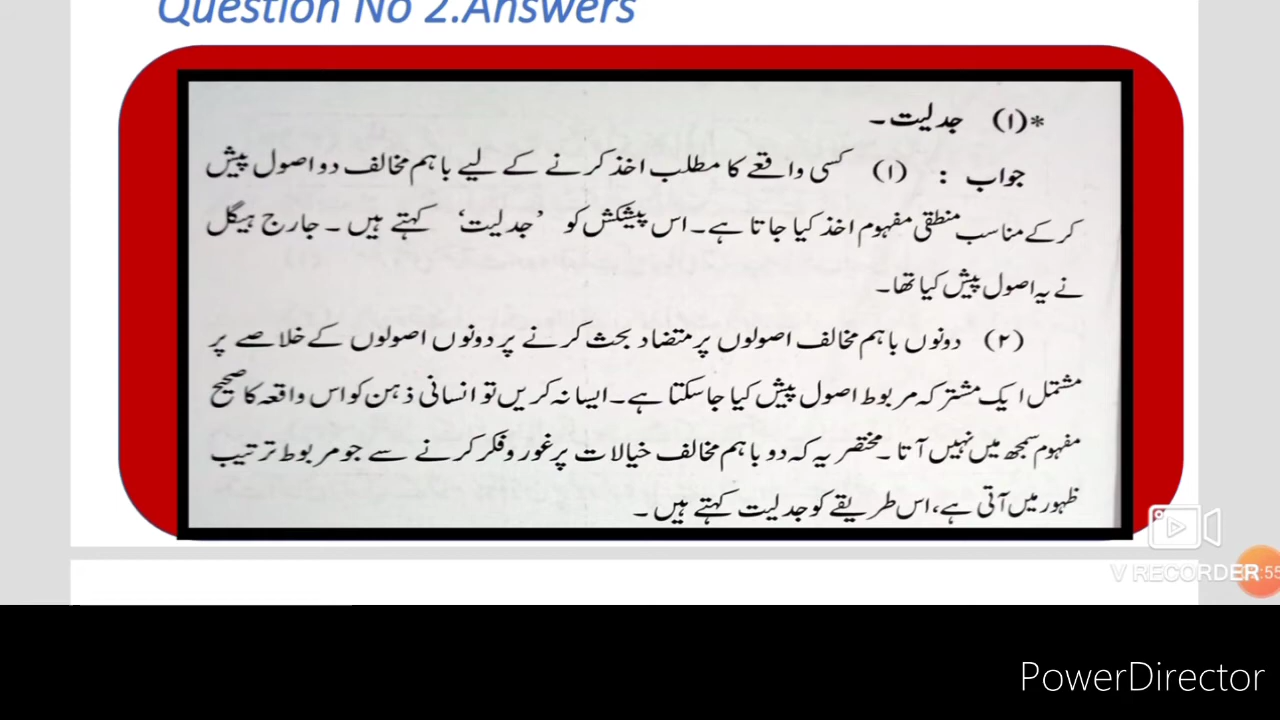 Question No 2.Answers
*(۱) جدلیت۔
جواب : (۱) کسی واقعے کا مطلب اخذ کرنے کے لیے باہم مخالف دو اصول پیش
کرکے مناسب منطقی مفہوم اخذ کیا جاتا ہے۔ اس پیشکش کو ’جدلیت‘ کہتے ہیں ۔ جارج ہیگل
نے یہ اصول پیش کیا تھا۔
(۲) دونوں باہم مخالف اصولوں پر متضاد بحث کرنے پر دونوں اصولوں کے خلاصے پر
مشتمل ایک مشترکہ مربوط اصول پیش کیا جاسکتا ہے۔ ایسا نہ کریں تو انسانی ذہن کو اس واقعہ کا صحیح
مفہوم سمجھ میں نہیں آتا ۔ مختصر یہ کہ دو باہم مخالف خیالات پر غور و فکر کرنے سے جو مربوط ترتیب
ظہور میں آتی ہے، اس طریقے کو جدلیت کہتے ہیں ۔
V RECORDER
:55
PowerDirector